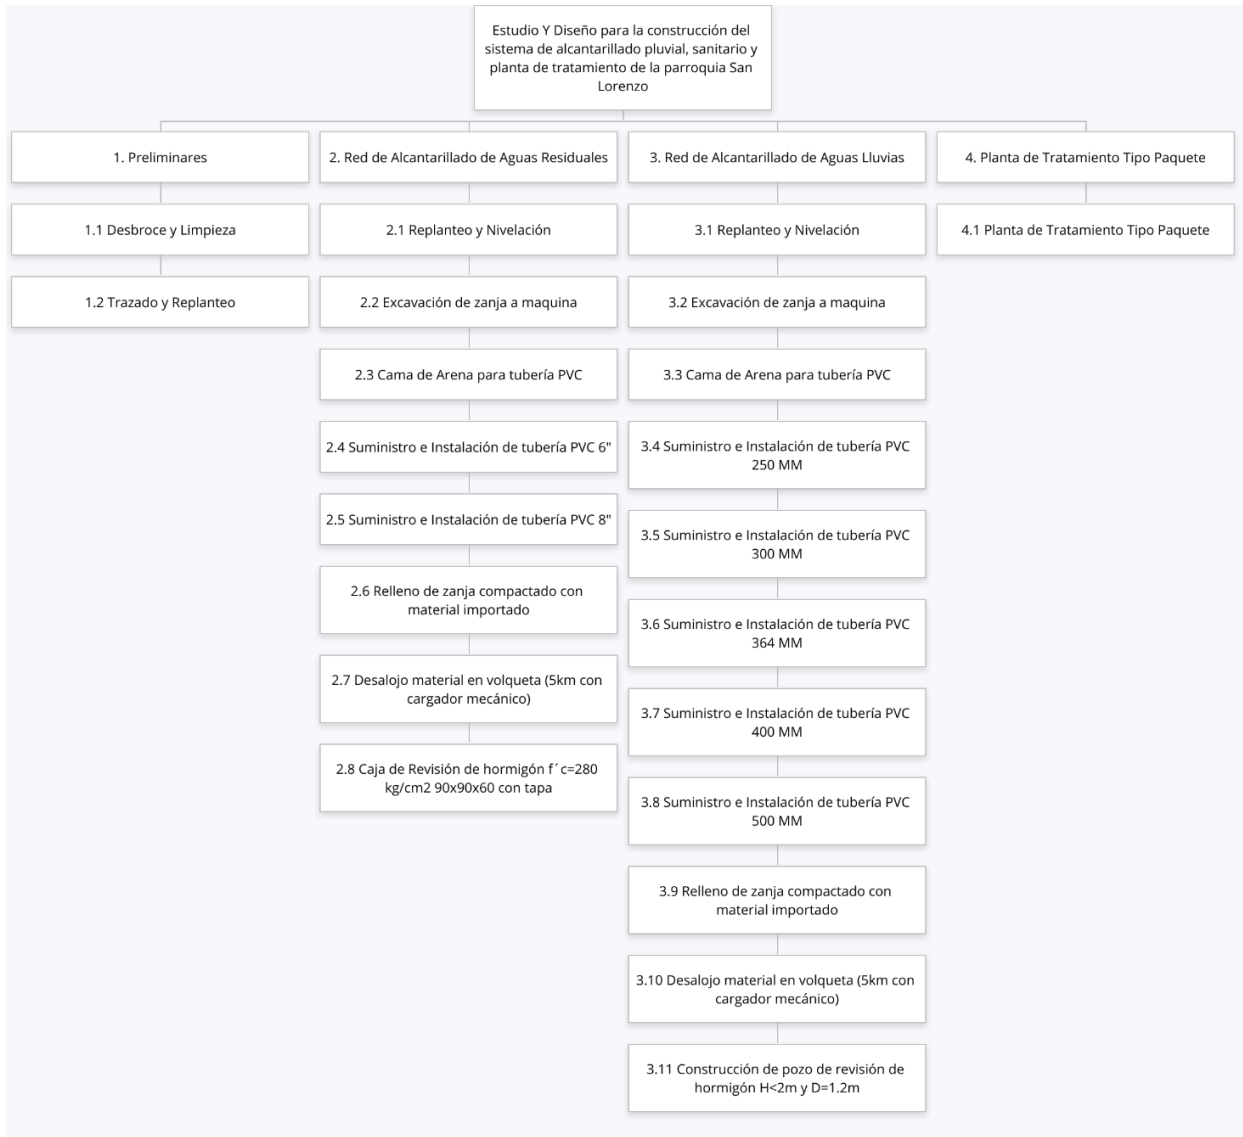 Estudio Y Diseño para la construcción del
sistema de alcantarillado pluvial, sanitario y
planta de tratamiento de la parroquia San
Lorenzo
1. Preliminares
1.1 Desbroce y Limpieza
1.2 Trazado y Replanteo
2. Red de Alcantarillado de Aguas Residuales
2.1 Replanteo y Nivelación
2.2 Excavación de zanja a maquina
2.3 Cama de Arena para tubería PVC
2.4 Suministro e Instalación de tubería PVC 6"
2.5 Suministro e Instalación de tubería PVC 8"
2.6 Relleno de zanja compactado con
material importado
2.7 Desalojo material en volqueta (5km con
cargador mecánico)
2.8 Caja de Revisión de hormigón f´c=280
kg/cm2 90x90x60 con tapa
3. Red de Alcantarillado de Aguas Lluvias
3.1 Replanteo y Nivelación
3.2 Excavación de zanja a maquina
3.3 Cama de Arena para tubería PVC
3.4 Suministro e Instalación de tubería PVC
250 MM
3.5 Suministro e Instalación de tubería PVC
300 MM
3.6 Suministro e Instalación de tubería PVC
364 MM
3.7 Suministro e Instalación de tubería PVC
400 MM
3.8 Suministro e Instalación de tubería PVC
500 MM
3.9 Relleno de zanja compactado con
material importado
3.10 Desalojo material en volqueta (5km con
cargador mecánico)
3.11 Construcción de pozo de revisión de
hormigón H<2m y D=1.2m
4. Planta de Tratamiento Tipo Paquete
4.1 Planta de Tratamiento Tipo Paquete